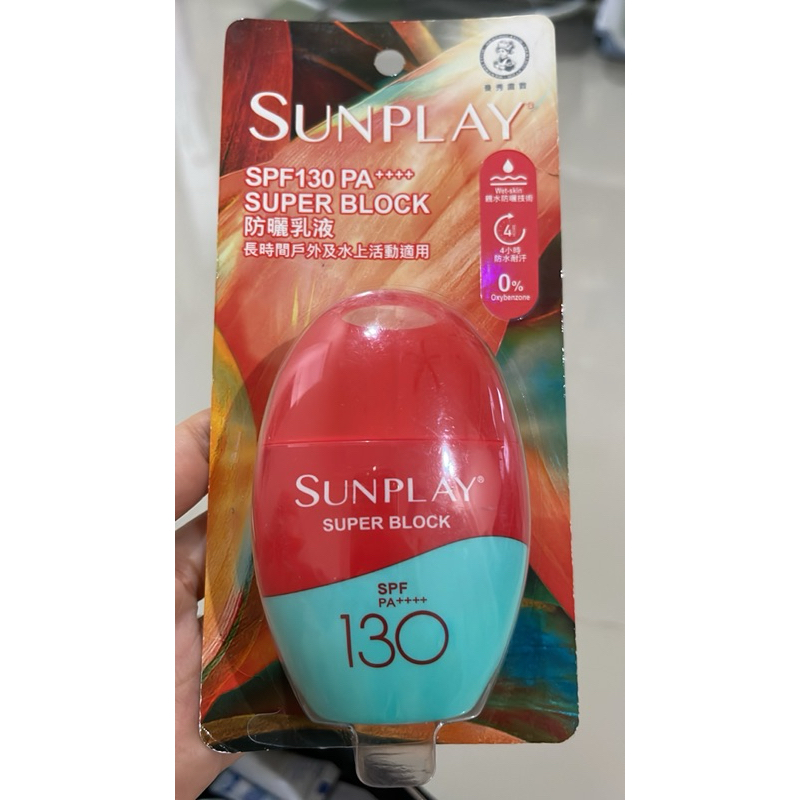 SUNPLAY®
SPF130 PA++++
SUPER BLOCK
防曬乳液
長時間戶外及水上活動適用
Wet-skin
親水防曬技術
4
4小時
防水耐汗
0%
Oxybenzone
SUNPLAY®
SUPER BLOCK
SPF
PA++++
130